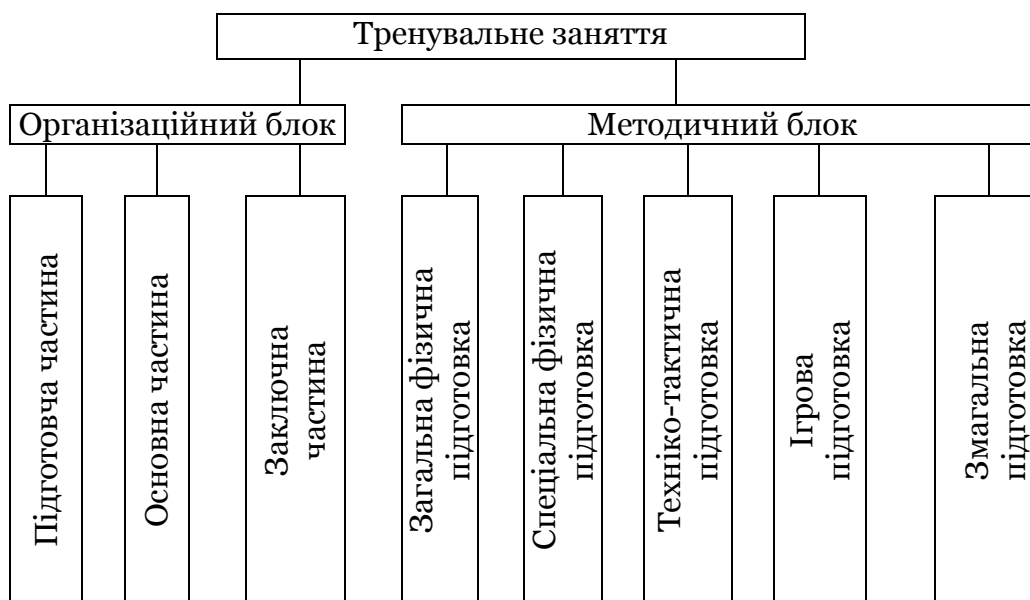 Тренувальне заняття
Організаційний блок
Методичний блок
Підготовча частина
Основна частина
Заключна
частина
Загальна фізична
підготовка
Спеціальна фізична
підготовка
Техніко-тактична
підготовка
Ігрова
підготовка
Змагальна
підготовка